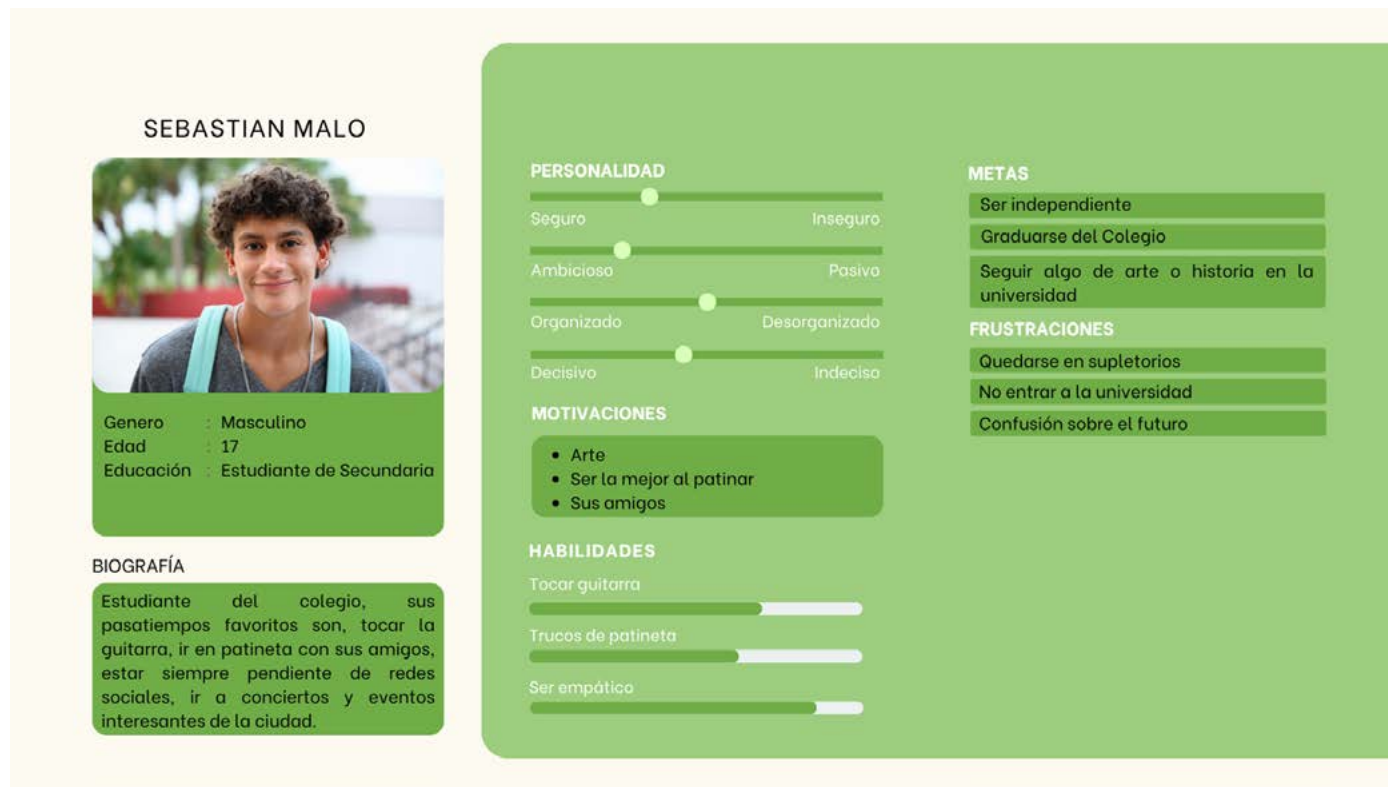 SEBASTIAN MALO
Genero : Masculino
Edad : 17
Educación : Estudiante de Secundaria
BIOGRAFÍA
Estudiante del colegio, sus
pasatiempos favoritos son, tocar la
guitarra, ir en patineta con sus amigos,
estar siempre pendiente de redes
sociales, ir a conciertos y eventos
interesantes de la ciudad.
PERSONALIDAD
Seguro Inseguro
Ambicioso Pasivo
Organizado Desorganizado
Decisivo Indeciso
MOTIVACIONES
• Arte
• Ser la mejor al patinar
• Sus amigos
HABILIDADES
Tocar guitarra
Trucos de patineta
Ser empático
METAS
Ser independiente
Graduarse del Colegio
Seguir algo de arte o historia en la
universidad
FRUSTRACIONES
Quedarse en supletorios
No entrar a la universidad
Confusión sobre el futuro